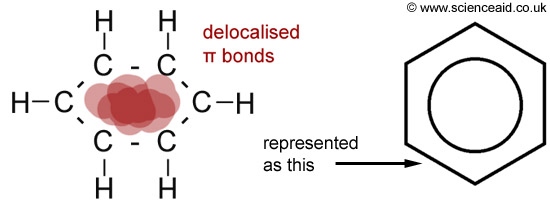 © www.scienceaid.co.uk
H H
delocalised
π bonds
C - C
H C C H
C - C
H H
represented
as this